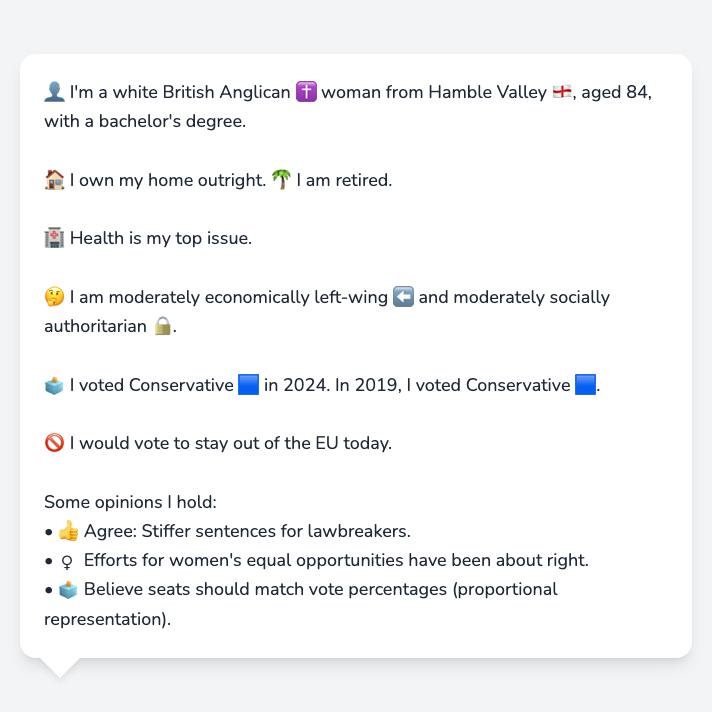 👤 I'm a white British Anglican ✝️ woman from Hamble Valley 🏴󠁧󠁢󠁥󠁮󠁧󠁿, aged 84,
with a bachelor's degree.
🏠 I own my home outright. 🌴 I am retired.
🏥 Health is my top issue.
🤔 I am moderately economically left-wing ⬅️ and moderately socially
authoritarian 🔒.
🗳️ I voted Conservative 🟦 in 2024. In 2019, I voted Conservative 🟦.
🚫 I would vote to stay out of the EU today.
Some opinions I hold:
• 👍 Agree: Stiffer sentences for lawbreakers.
• ♀ Efforts for women's equal opportunities have been about right.
• 🗳️ Believe seats should match vote percentages (proportional
representation).